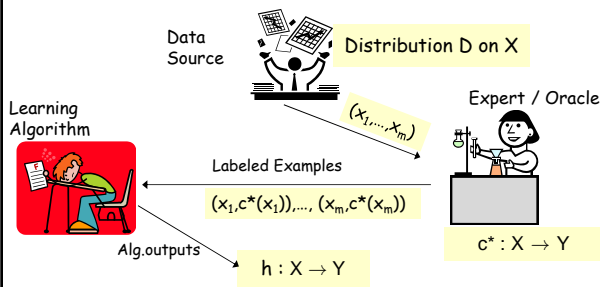 Data
Source
Distribution D on X
(x₁,...,xₘ)
Expert / Oracle
Learning
Algorithm
F
Labeled Examples
(x₁,c*(x₁)),..., (xₘ,c*(xₘ))
Alg.outputs
h : X → Y
c* : X → Y